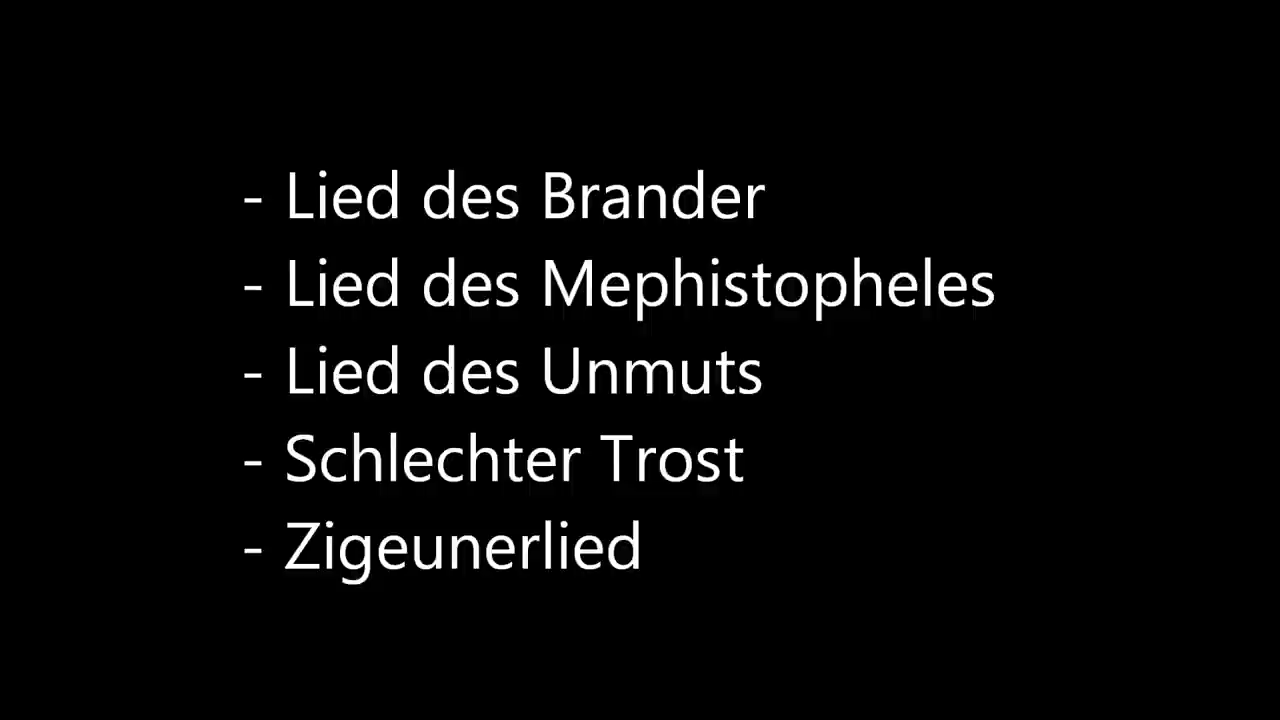 - Lied des Brander
- Lied des Mephistopheles
- Lied des Unmuts
- Schlechter Trost
- Zigeunerlied